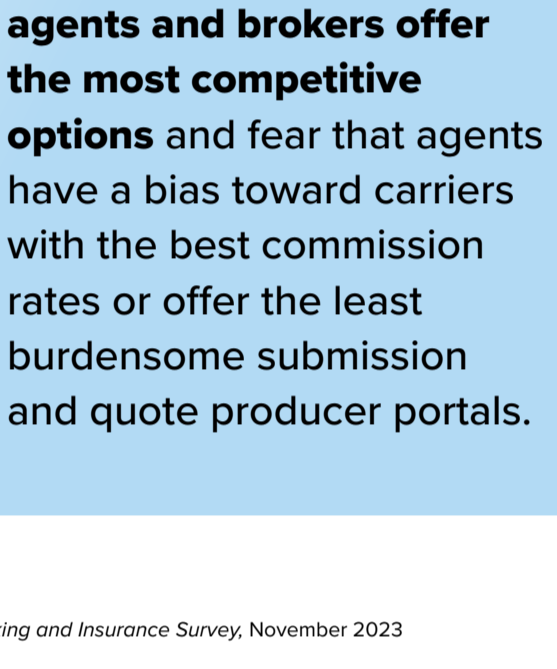 agents and brokers offer
the most competitive
options and fear that agents
have a bias toward carriers
with the best commission
rates or offer the least
burdensome submission
and quote producer portals.
ing and Insurance Survey, November 2023